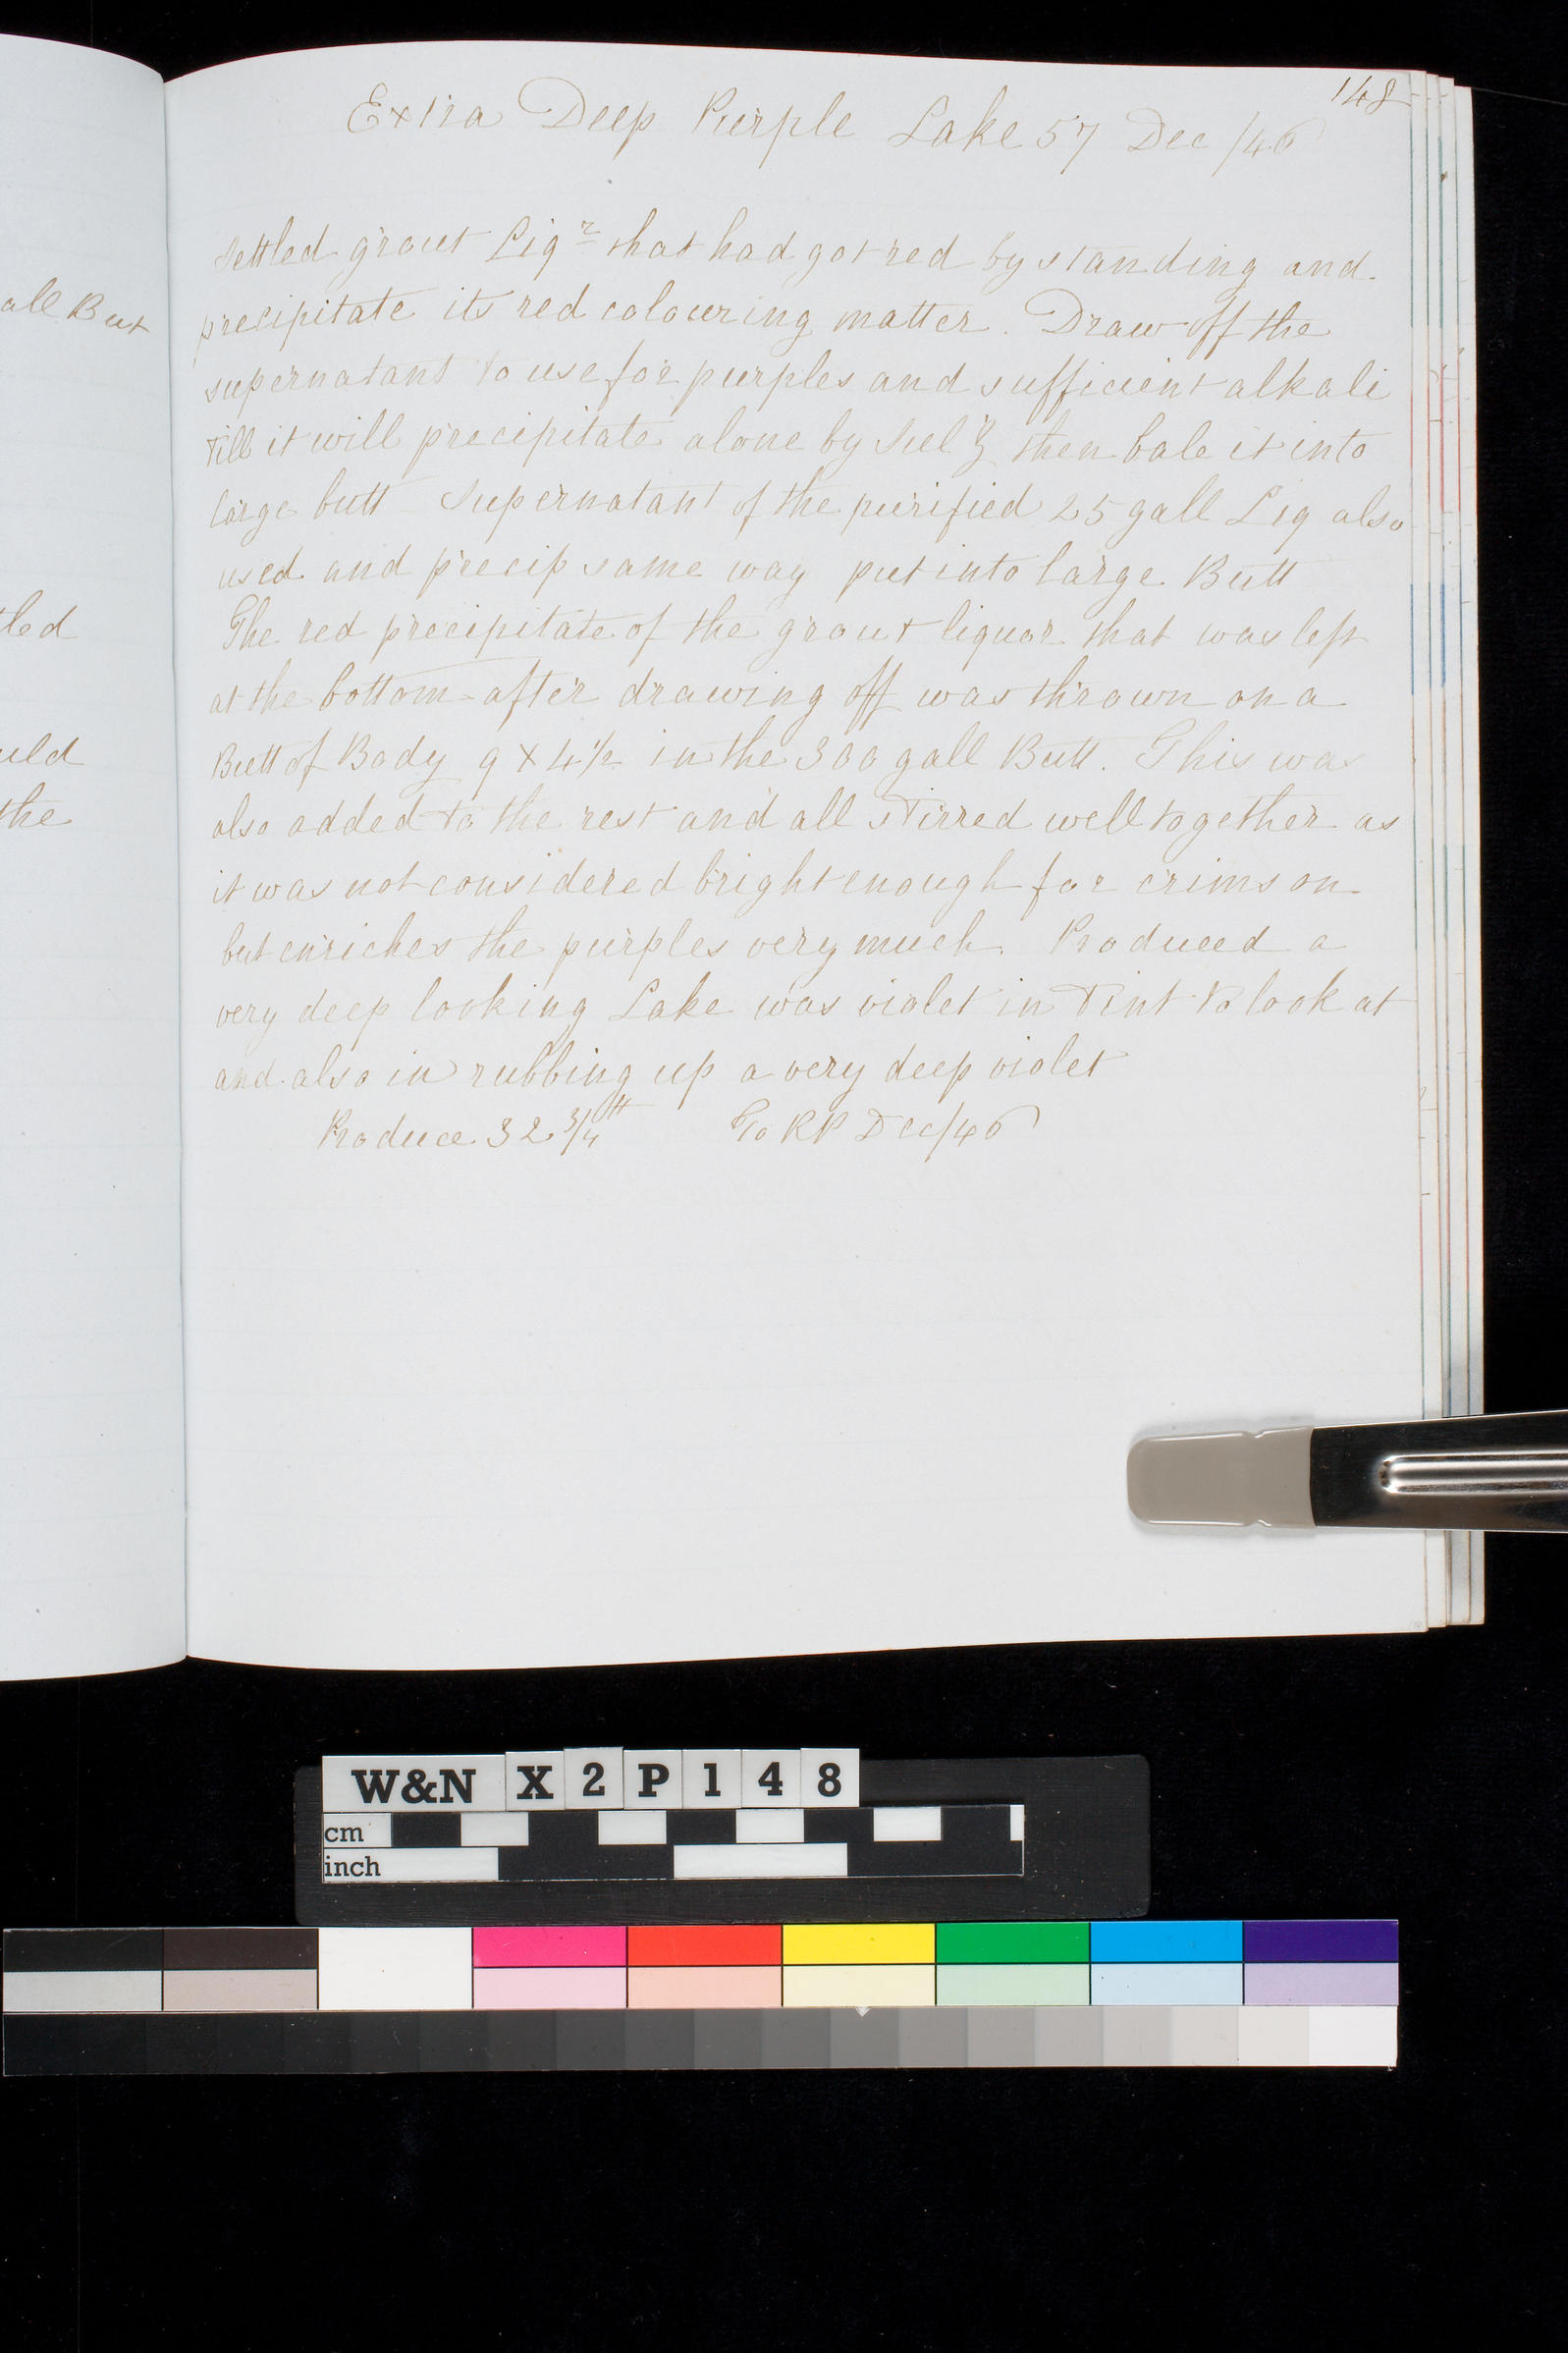 148
Extra Deep Purple Lake 57 Dec /46
all But
tled
uld
the
Settled grout Liqr that had got red by standing and
precipitate its red colouring matter. Draw off the
supernatant to use for purples and sufficient alkali
till it will precipitate alone by Sul Z then bale it into
large butt Supernatant of the purified 25 gall Liq also
used and precip same way put into large Butt
The red precipitate of the grout liquor that was left
at the bottom after drawing off was thrown on a
Butt of Body 9 x 4½ in the 300 gall Butt. This was
also added to the rest and all stirred well together as
it was not considered bright enough for crimson
but enriches the purples very much. Produced a
very deep looking Lake was violet in Tint to look at
and also in rubbing up a very deep violet
Produce 32 ¾ tt To RP Dec/46
W&N X2P148
cm
inch